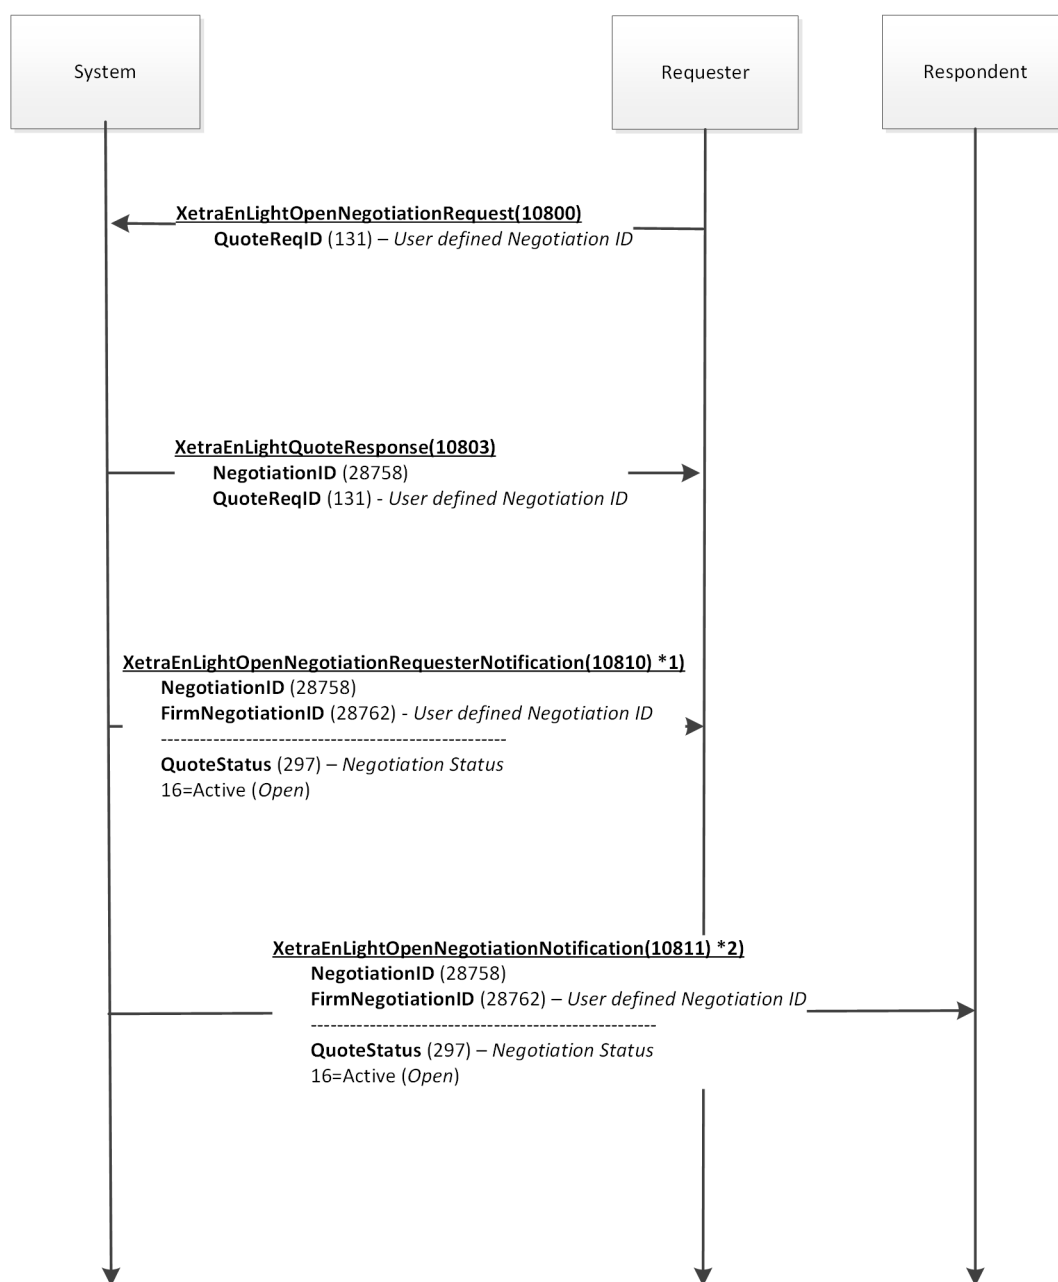 System
Requester
Respondent
XetraEnLightOpenNegotiationRequest(10800)
QuoteReqID (131) – User defined Negotiation ID
XetraEnLightQuoteResponse(10803)
NegotiationID (28758)
QuoteReqID (131) - User defined Negotiation ID
XetraEnLightOpenNegotiationRequesterNotification(10810) *1)
NegotiationID (28758)
FirmNegotiationID (28762) - User defined Negotiation ID
-----------------------------------------------------
QuoteStatus (297) – Negotiation Status
16=Active (Open)
XetraEnLightOpenNegotiationNotification(10811) *2)
NegotiationID (28758)
FirmNegotiationID (28762) – User defined Negotiation ID
-----------------------------------------------------
QuoteStatus (297) – Negotiation Status
16=Active (Open)